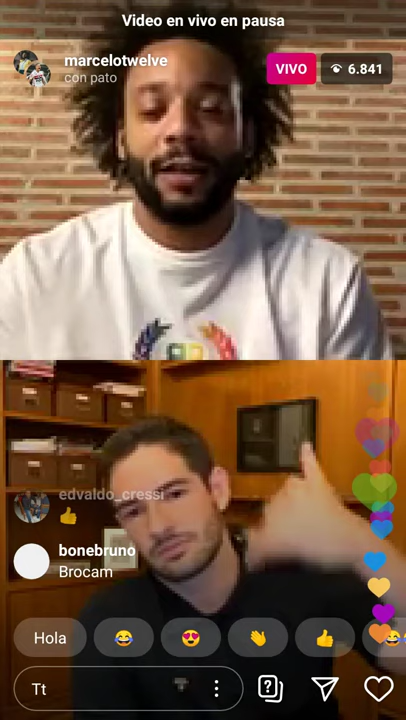 Video en vivo en pausa
marcelotwelve
con pato
VIVO
6.841
edvaldo_cressi
👍
bonebruno
Brocam
Hola 😂 😍 👏 👍 😂
Tt